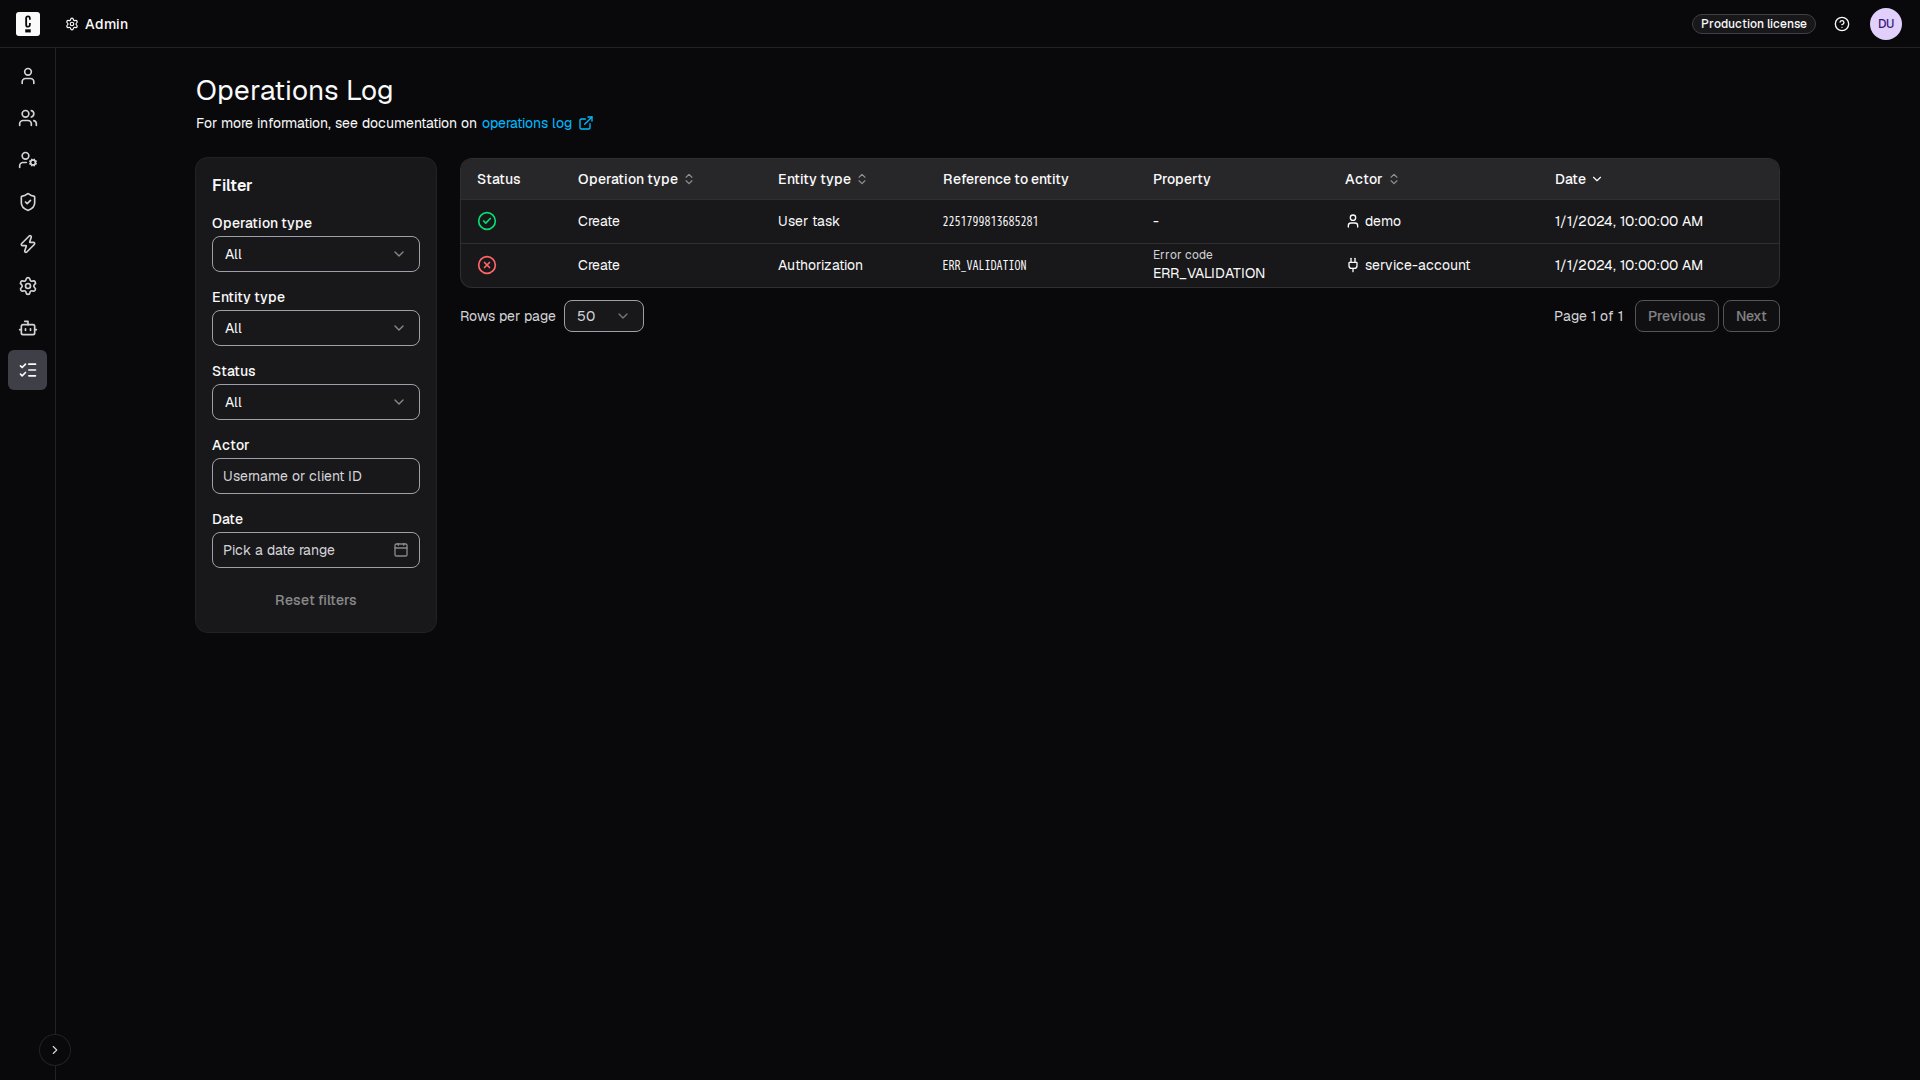 Admin
Production license
DU
Operations Log
For more information, see documentation on operations log
Filter
Operation type
All
Entity type
All
Status
All
Actor
Username or client ID
Date
Pick a date range
Reset filters
Status Operation type Entity type Reference to entity Property Actor Date
Create User task 2251799813685281 - demo 1/1/2024, 10:00:00 AM
Create Authorization ERR_VALIDATION Error code ERR_VALIDATION service-account 1/1/2024, 10:00:00 AM
Rows per page 50 Page 1 of 1 Previous Next